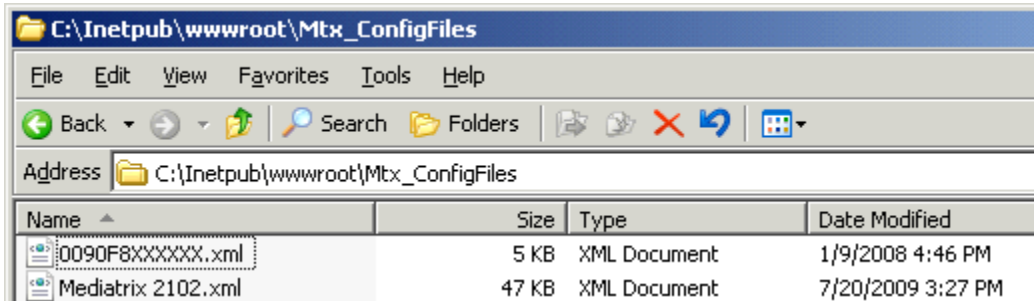 C:\Inetpub\wwwroot\Mtx_ConfigFiles
File Edit View Favorites Tools Help
Back Search Folders
Address C:\Inetpub\wwwroot\Mtx_ConfigFiles
Name Size Type Date Modified
0090F8XXXXXX.xml 5 KB XML Document 1/9/2008 4:46 PM
Mediatrix 2102.xml 47 KB XML Document 7/20/2009 3:27 PM